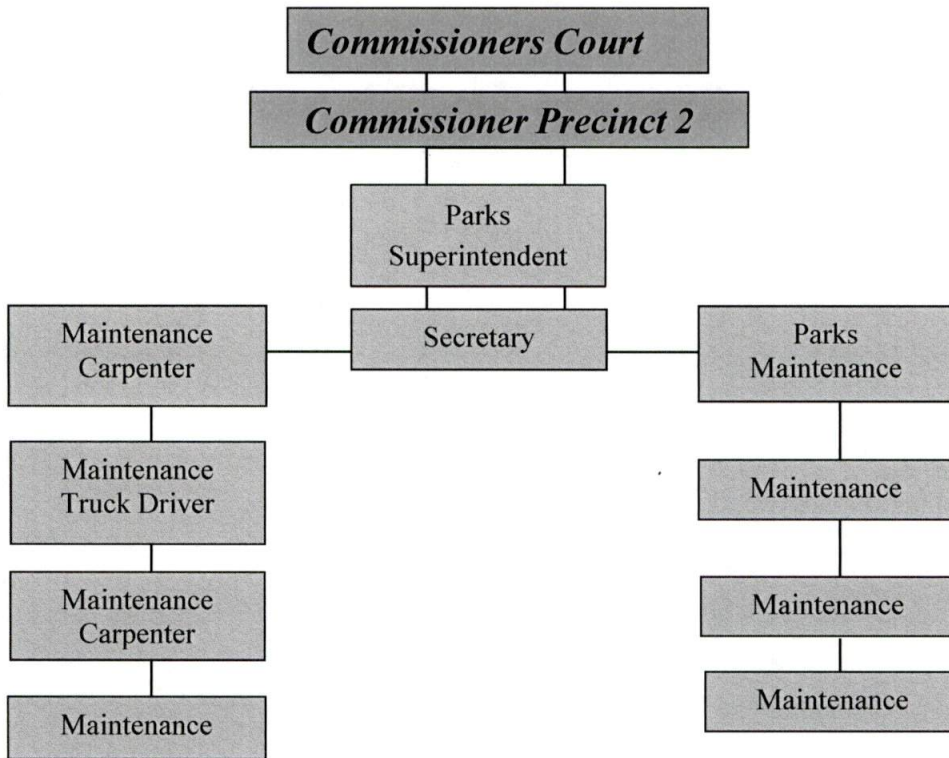 Commissioners Court
Commissioner Precinct 2
Parks
Superintendent
Secretary
Maintenance
Carpenter
Maintenance
Truck Driver
Maintenance
Carpenter
Maintenance
Parks
Maintenance
Maintenance
Maintenance
Maintenance